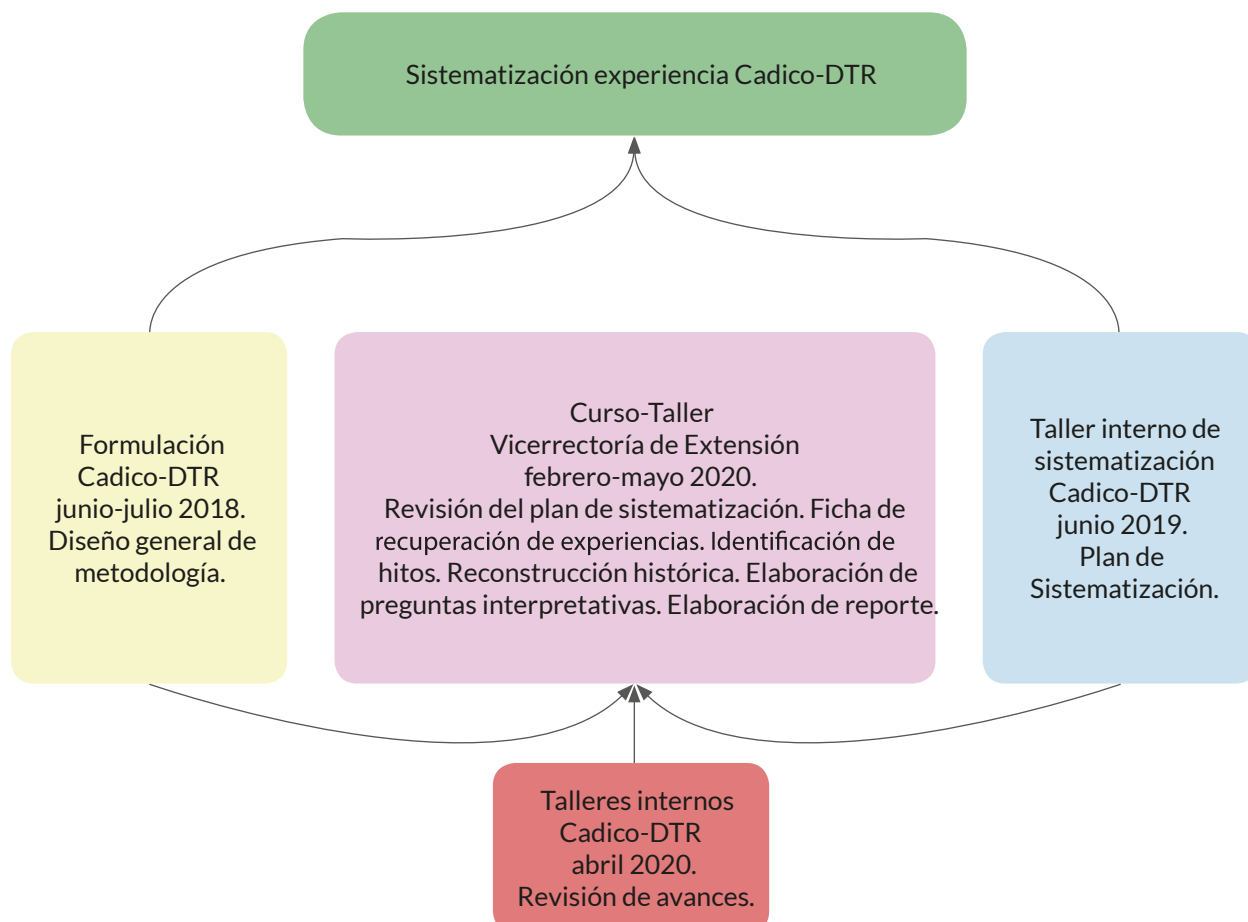 Sistematización experiencia Cadico-DTR
Formulación
Cadico-DTR
junio-julio 2018.
Diseño general de
metodología.
Curso-Taller
Vicerrectoría de Extensión
febrero-mayo 2020.
Revisión del plan de sistematización. Ficha de
recuperación de experiencias. Identificación de
hitos. Reconstrucción histórica. Elaboración de
preguntas interpretativas. Elaboración de reporte.
Taller interno de
sistematización
Cadico-DTR
junio 2019.
Plan de
Sistematización.
Talleres internos
Cadico-DTR
abril 2020.
Revisión de avances.